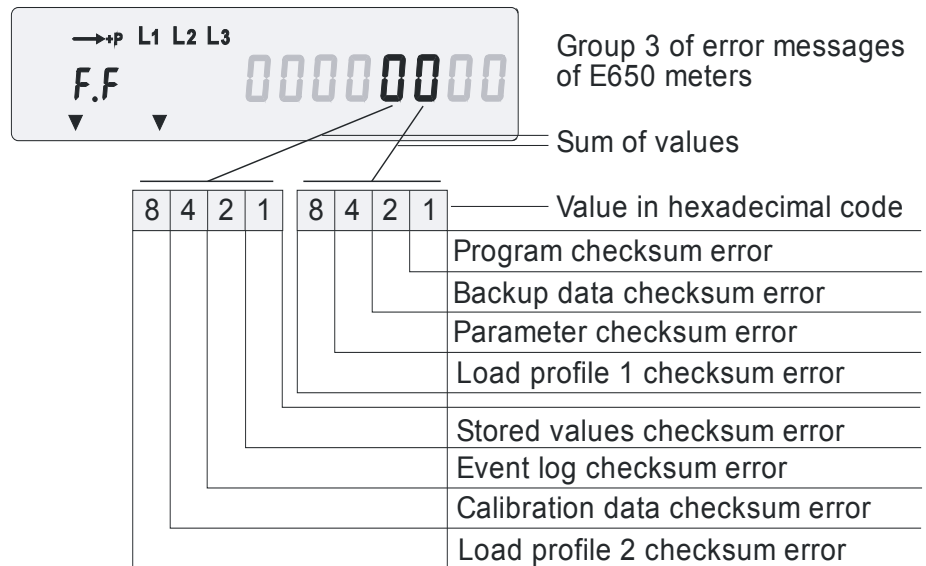 +P L1 L2 L3
F.F 00000000
Group 3 of error messages
of E650 meters
Sum of values
8 4 2 1 8 4 2 1
Value in hexadecimal code
Program checksum error
Backup data checksum error
Parameter checksum error
Load profile 1 checksum error
Stored values checksum error
Event log checksum error
Calibration data checksum error
Load profile 2 checksum error